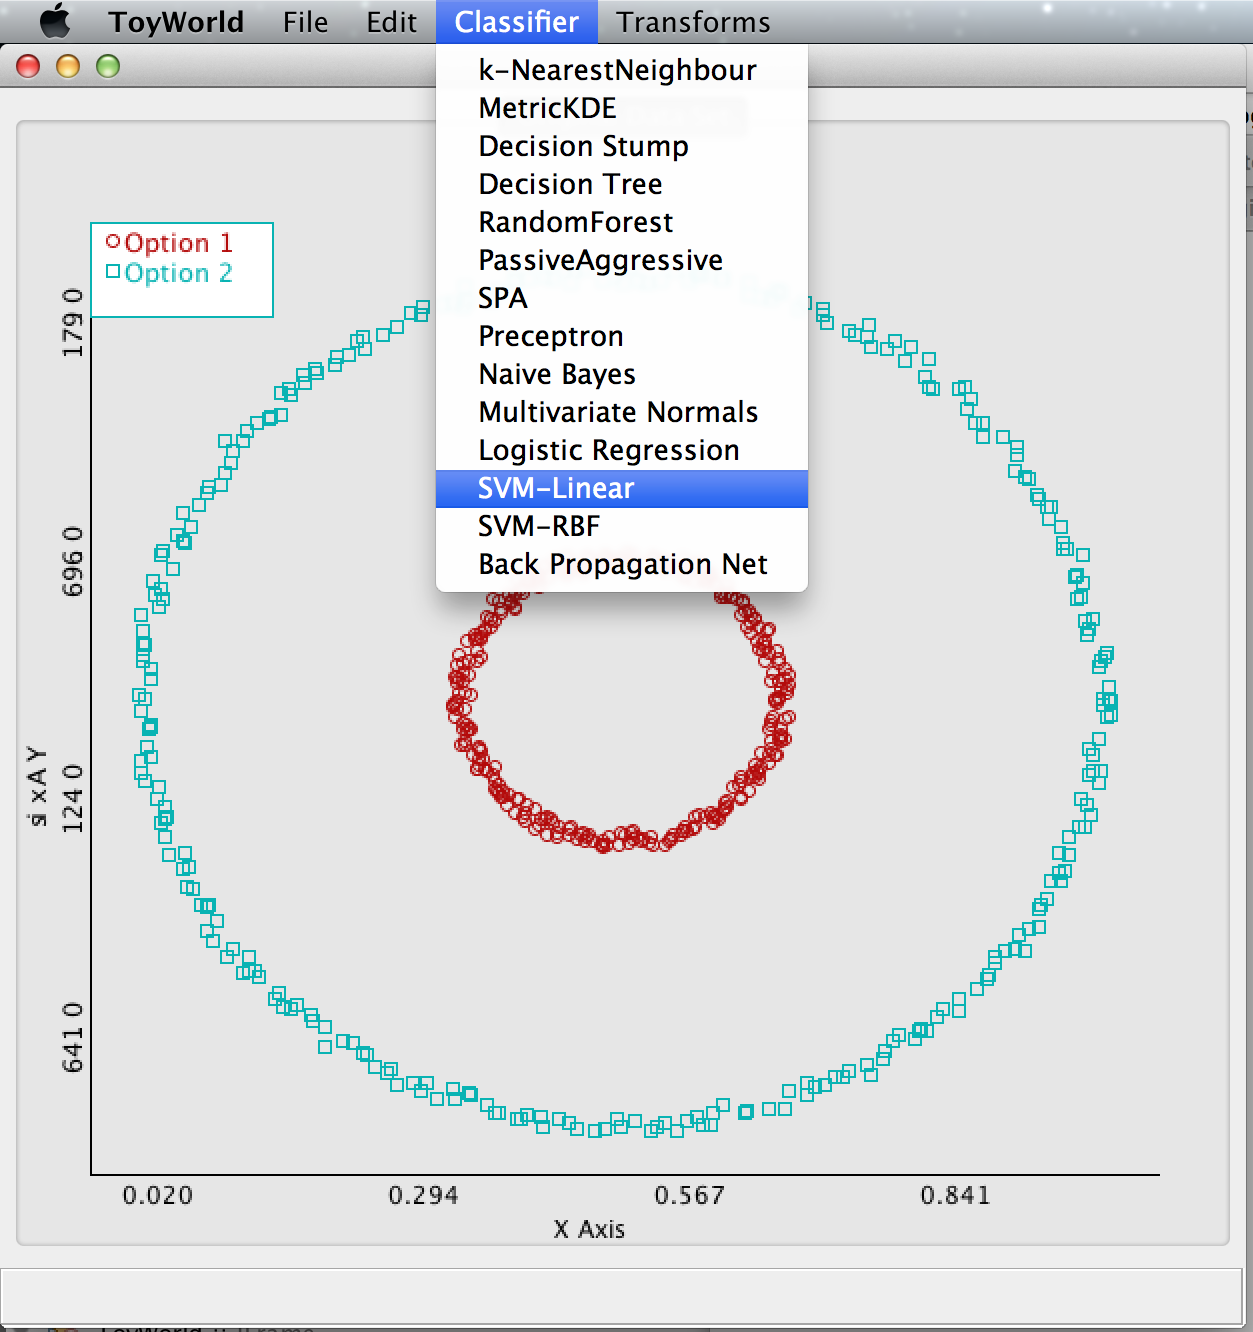 ToyWorld File Edit Classifier Transforms
k-NearestNeighbour
MetricKDE
Decision Stump
Decision Tree
RandomForest
PassiveAggressive
SPA
Preceptron
Naive Bayes
Multivariate Normals
Logistic Regression
SVM-Linear
SVM-RBF
Back Propagation Net
Option 1
Option 2
179 0
696 0
124 0
641 0
si xA Y
0.020 0.294 0.567 0.841
X Axis